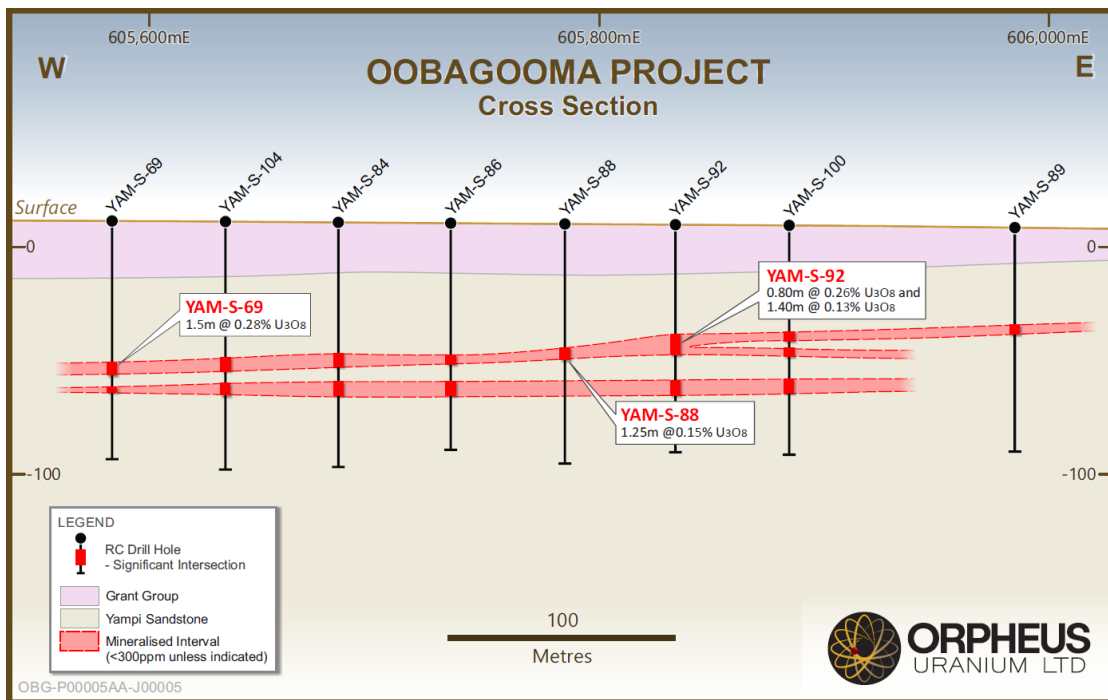 605,600mE
605,800mE
606,000mE
W
E
OOBAGOOMA PROJECT
Cross Section
YAM-S-69
YAM-S-104
YAM-S-84
YAM-S-86
YAM-S-88
YAM-S-92
YAM-S-100
YAM-S-89
Surface
0
0
YAM-S-69
1.5m @ 0.28% U3O8
YAM-S-92
0.80m @ 0.26% U3O8 and
1.40m @ 0.13% U3O8
YAM-S-88
1.25m @0.15% U3O8
-100
-100
LEGEND
RC Drill Hole
- Significant Intersection
Grant Group
Yampi Sandstone
Mineralised Interval
(<300ppm unless indicated)
100
Metres
ORPHEUS
URANIUM LTD
OBG-P00005AA-J00005